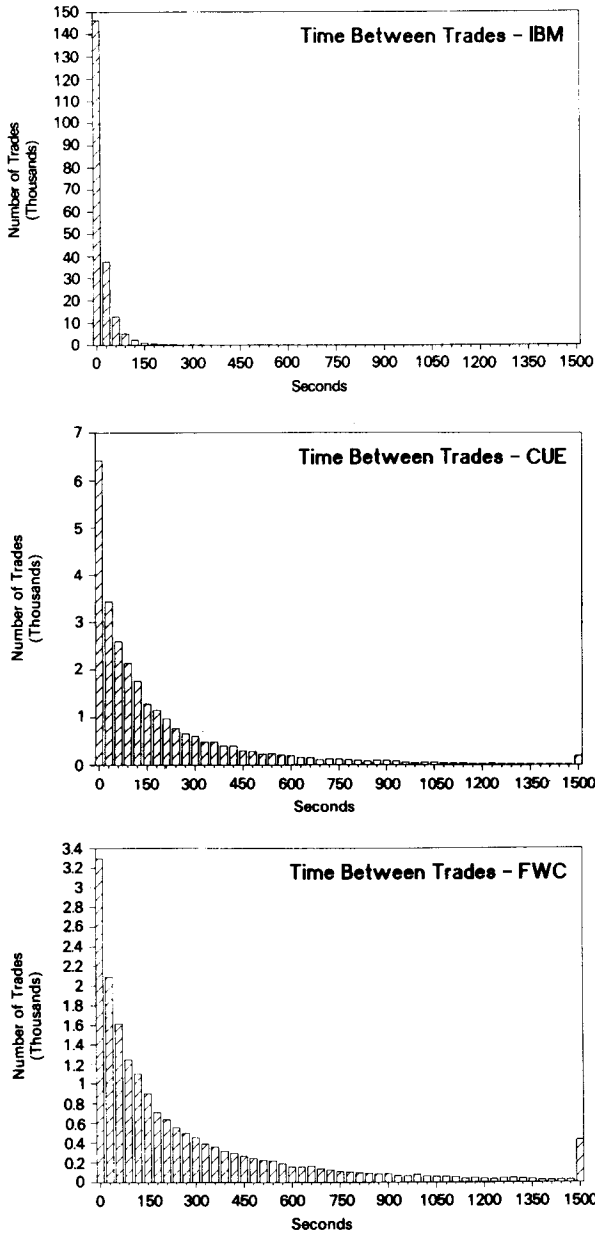 Time Between Trades - IBM
Number of Trades
(Thousands)
150
140
130
120
110
100
90
80
70
60
50
40
30
20
10
0
0 150 300 450 600 750 900 1050 1200 1350 1500
Seconds
Time Between Trades - CUE
Number of Trades
(Thousands)
7
6
5
4
3
2
1
0
0 150 300 450 600 750 900 1050 1200 1350 1500
Seconds
Time Between Trades - FWC
Number of Trades
(Thousands)
3.4
3.2
3
2.8
2.6
2.4
2.2
2
1.8
1.6
1.4
1.2
1
0.8
0.6
0.4
0.2
0
0 150 300 450 600 750 900 1050 1200 1350 1500
Seconds